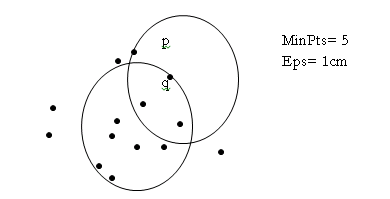 p
MinPts= 5
Eps= 1cm
q